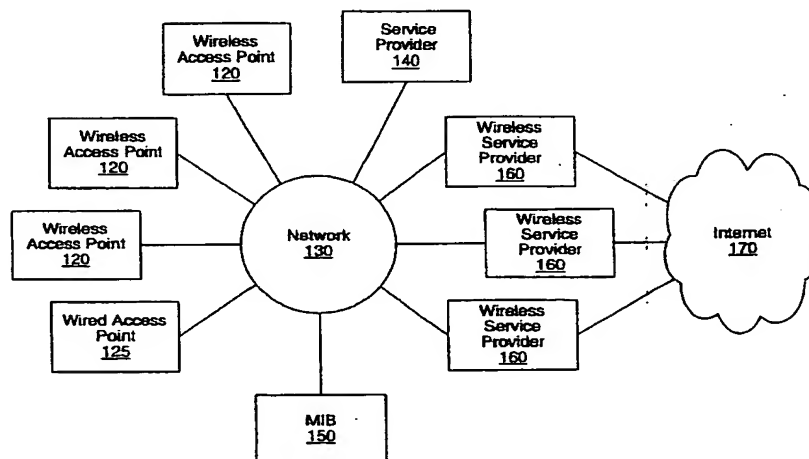 Wireless
Access Point
120
Service
Provider
140
Wireless
Access Point
120
Wireless
Service
Provider
160
Wireless
Access Point
120
Network
130
Wireless
Service
Provider
160
Internet
170
Wired Access
Point
125
Wireless
Service
Provider
160
MIB
150